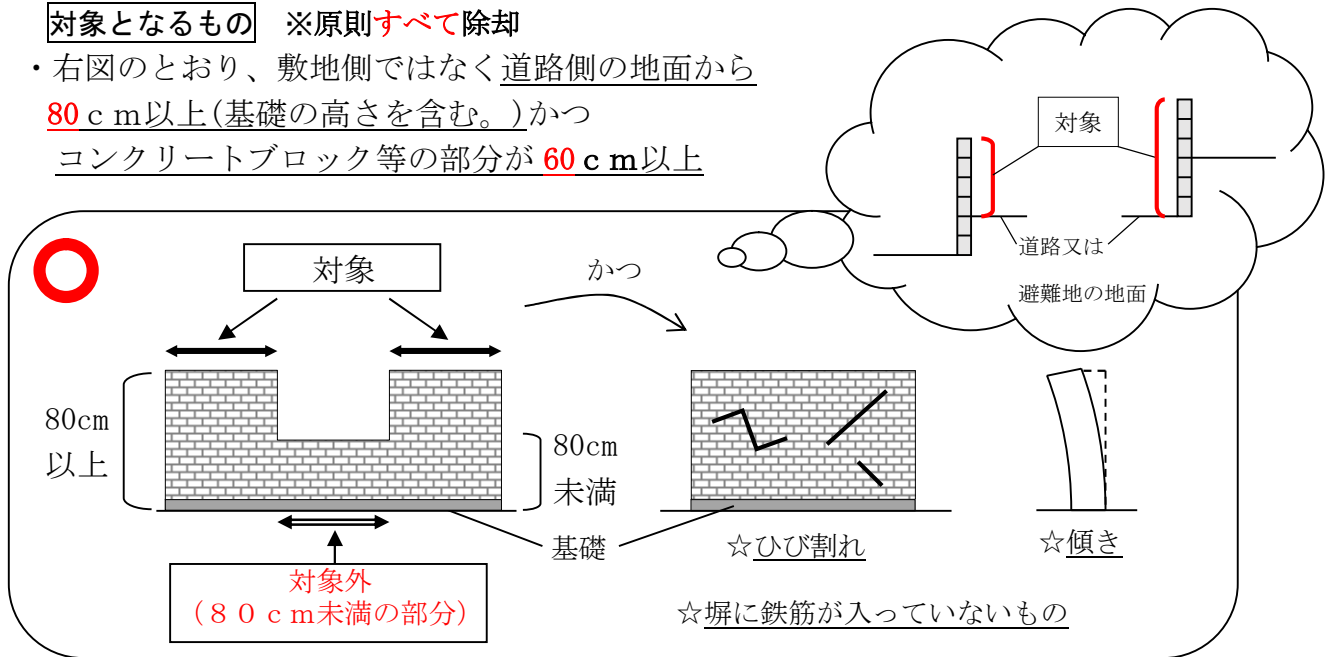 対象となるもの　※原則すべて除却
・右図のとおり、敷地側ではなく道路側の地面から
80ｃｍ以上(基礎の高さを含む。)かつ
コンクリートブロック等の部分が 60ｃｍ以上
対象
道路又は
避難地の地面
対象
かつ
80cm
以上
80cm
未満
基礎
☆ひび割れ
☆傾き
対象外
（８０ｃｍ未満の部分）
☆塀に鉄筋が入っていないもの